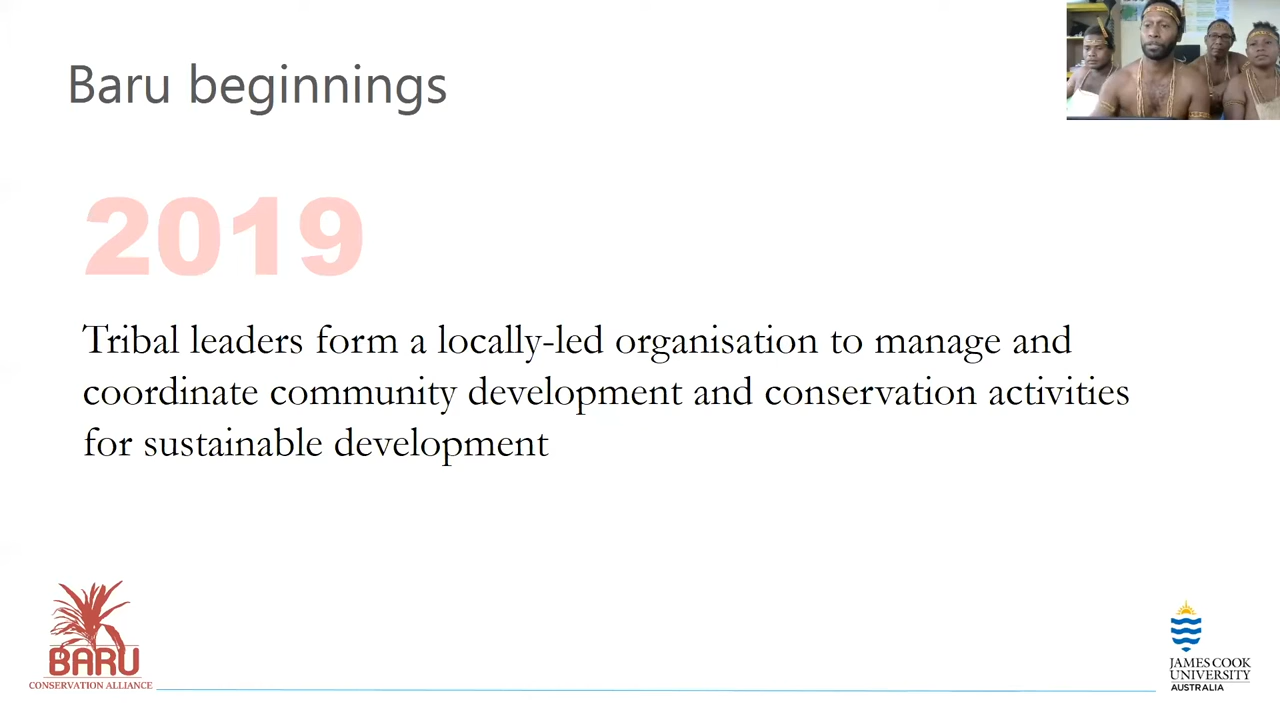 Baru beginnings
2019
Tribal leaders form a locally-led organisation to manage and
coordinate community development and conservation activities
for sustainable development
BARU
CONSERVATION ALLIANCE
JAMES COOK
UNIVERSITY
AUSTRALIA